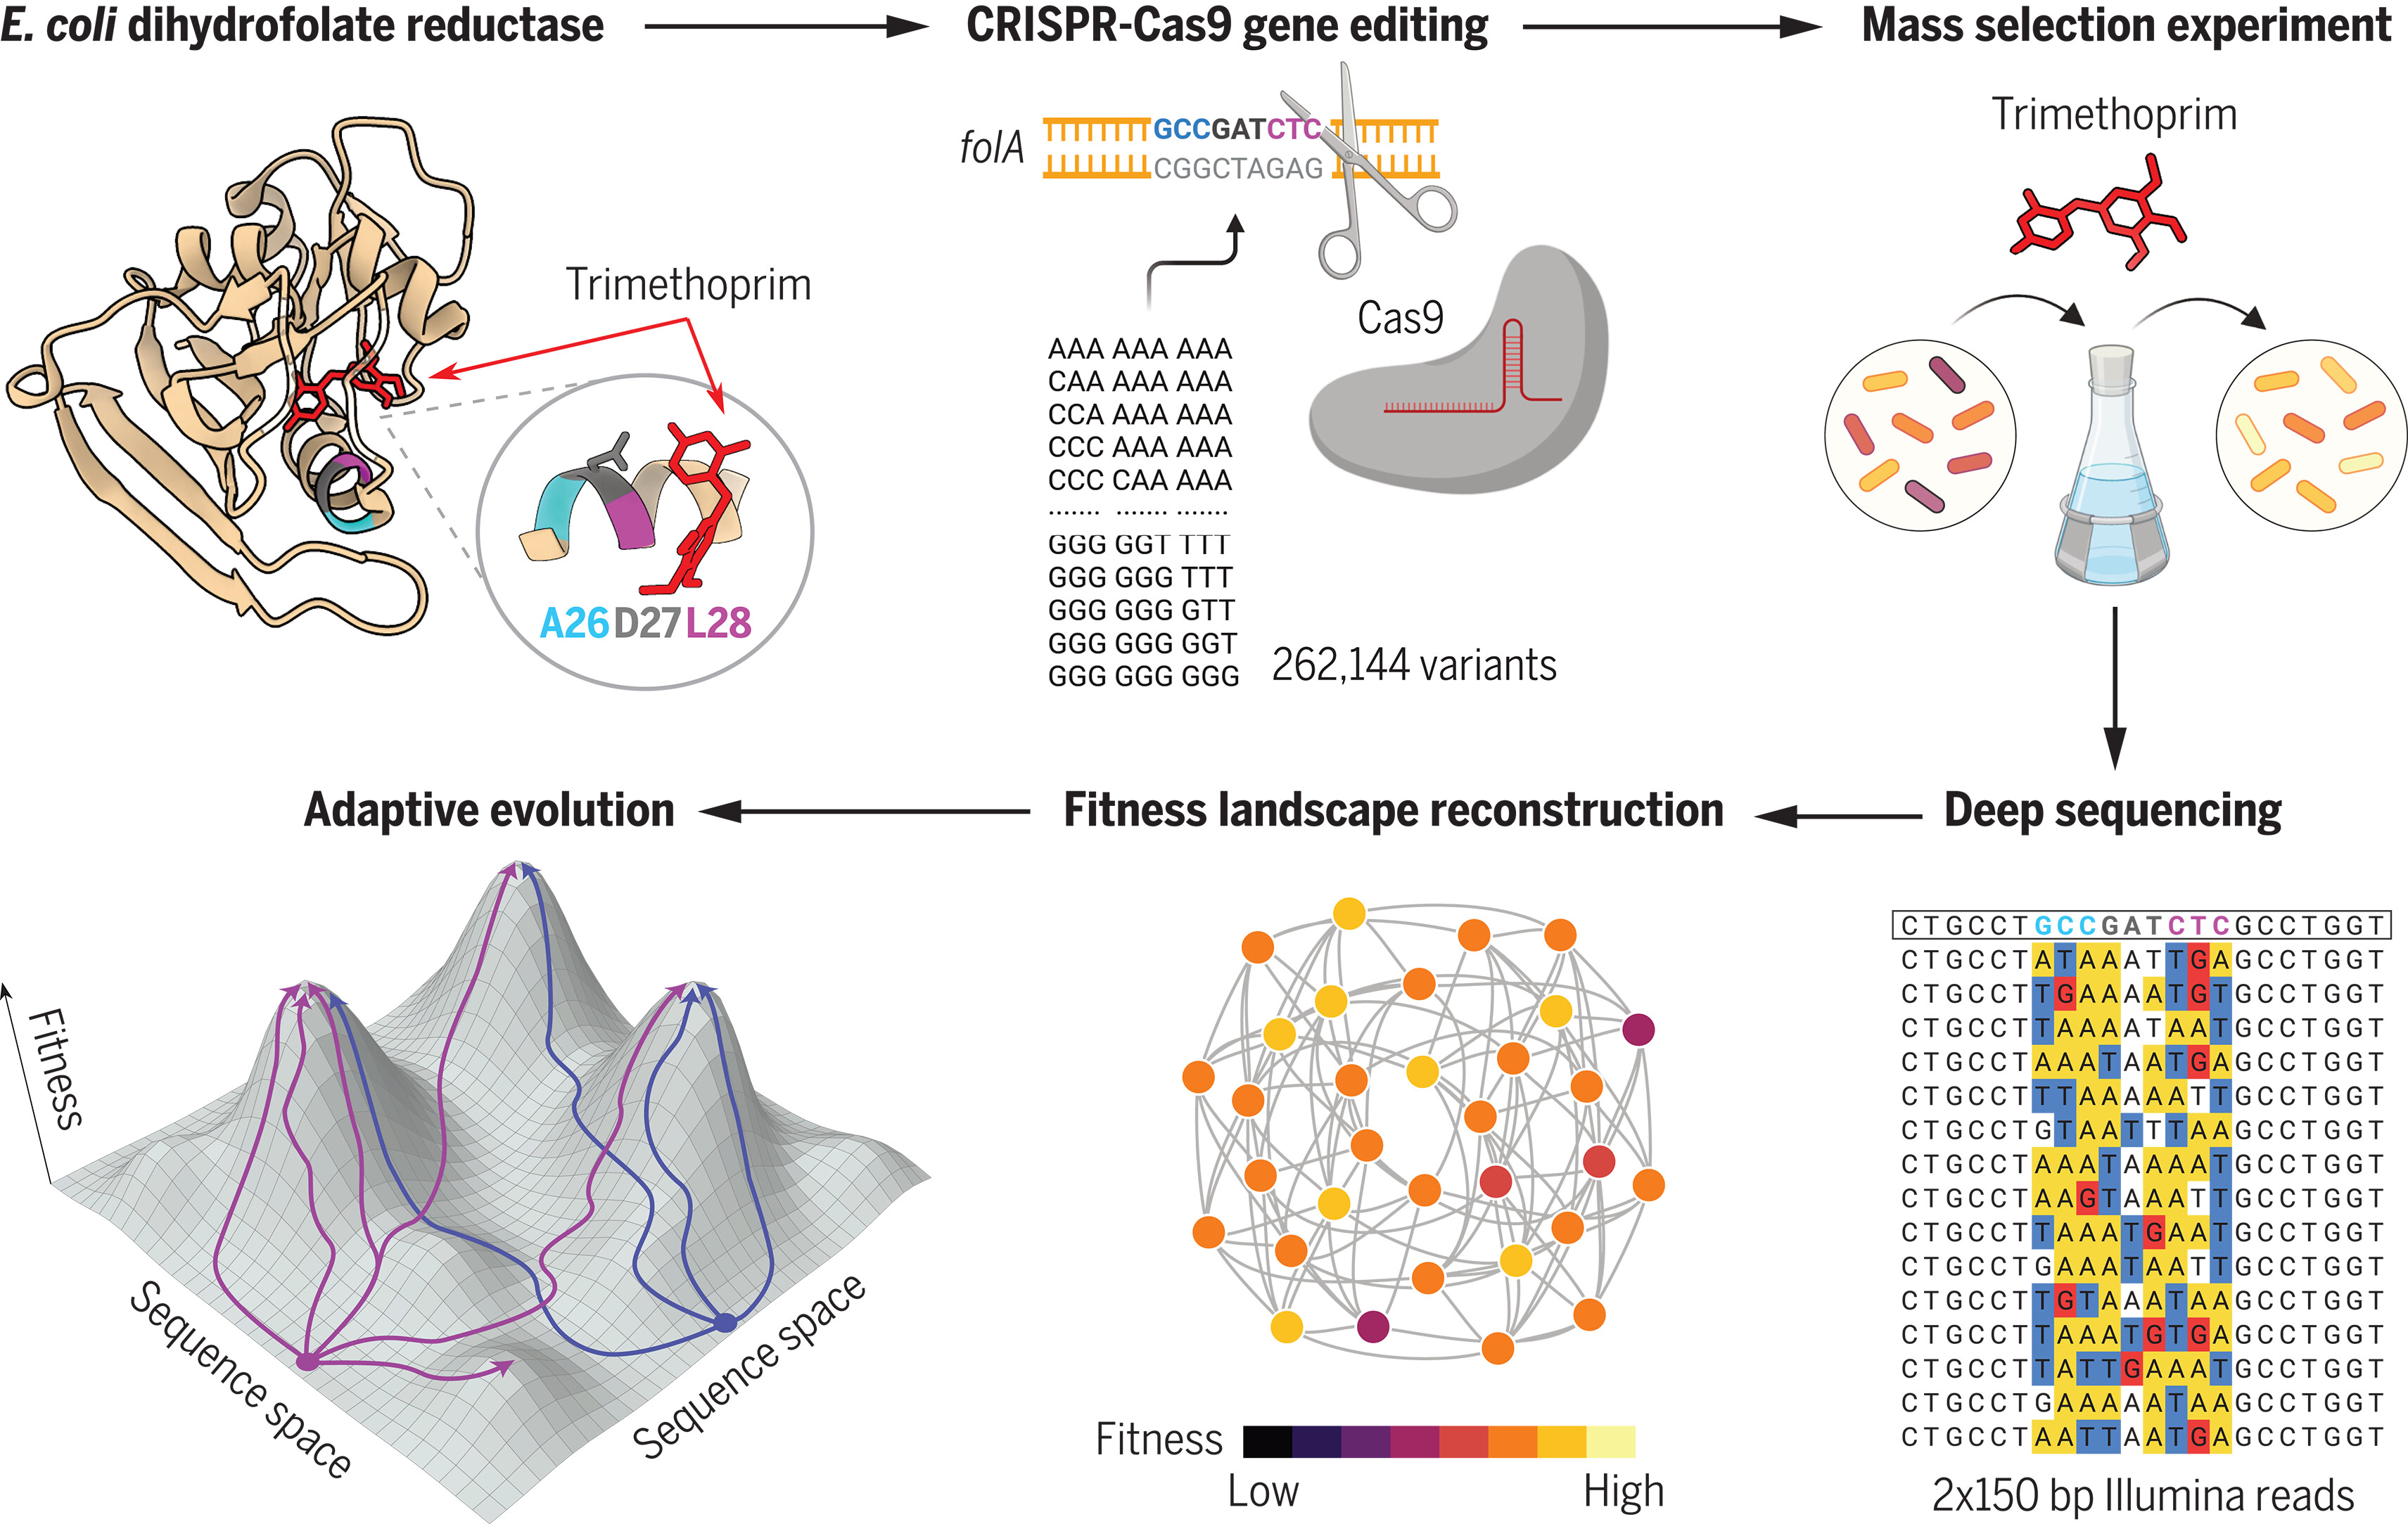 E. coli dihydrofolate reductase
CRISPR-Cas9 gene editing
Mass selection experiment
Trimethoprim
A26 D27 L28
folA
GCCGATCTC
CGGCTAGAG
Cas9
AAA AAA AAA
CAA AAA AAA
CCA AAA AAA
CCC AAA AAA
CCC CAA AAA
....... ....... .......
GGG GGT TTT
GGG GGG TTT
GGG GGG GTT
GGG GGG GGT
GGG GGG GGG
262,144 variants
Trimethoprim
Adaptive evolution
Fitness landscape reconstruction
Deep sequencing
Fitness
Sequence space
Sequence space
Fitness
Low
High
CTGCCTGCCGATCTCGCCTGGT
CTGCCTATAAATTGAGCCTGGT
CTGCCTTGAAAATGTGCCTGGT
CTGCCTTAAAATAATGCCTGGT
CTGCCTAAATAATGAGCCTGGT
CTGCCTTTAAAAATTGCCTGGT
CTGCCTGTAATTTAAGCCTGGT
CTGCCTAAATAAAATGCCTGGT
CTGCCTAAGTAAATTGCCTGGT
CTGCCTTAAATGAATGCCTGGT
CTGCCTGAAATAATTGCCTGGT
CTGCCTTGTAAATAAGCCTGGT
CTGCCTTAAATGTGAGCCTGGT
CTGCCTTATTGAAATGCCTGGT
CTGCCTGAAAAATAAGCCTGGT
CTGCCTAATTAATGAGCCTGGT
2x150 bp Illumina reads